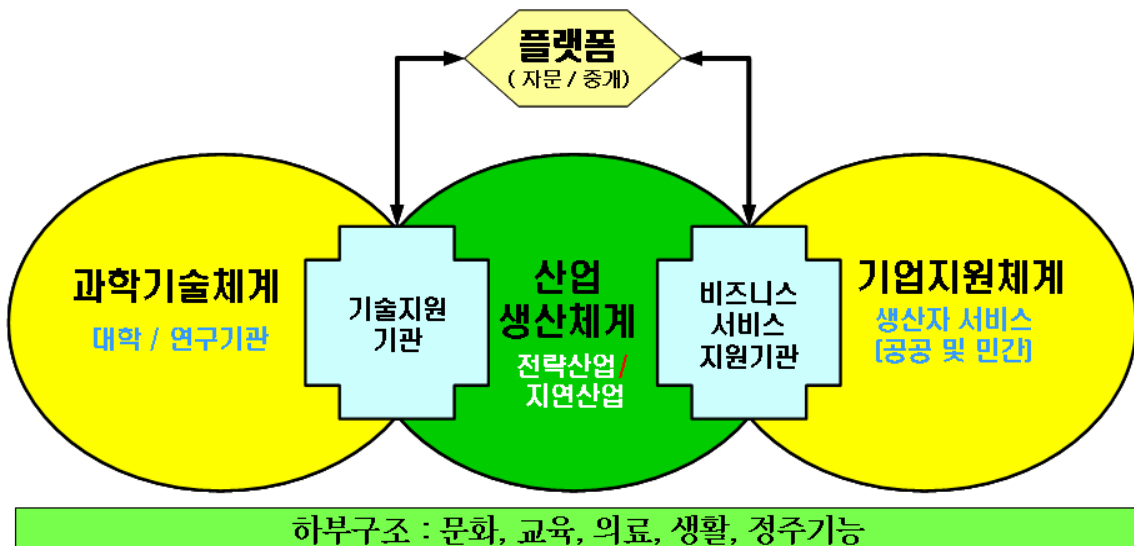 플랫폼
( 자문 / 중개)
과학기술체계
대학 / 연구기관
기술지원
기관
산업
생산체계
전략산업/
지연산업
비즈니스
서비스
지원기관
기업지원체계
생산자 서비스
(공공 및 민간)
하부구조 : 문화, 교육, 의료, 생활, 정주기능